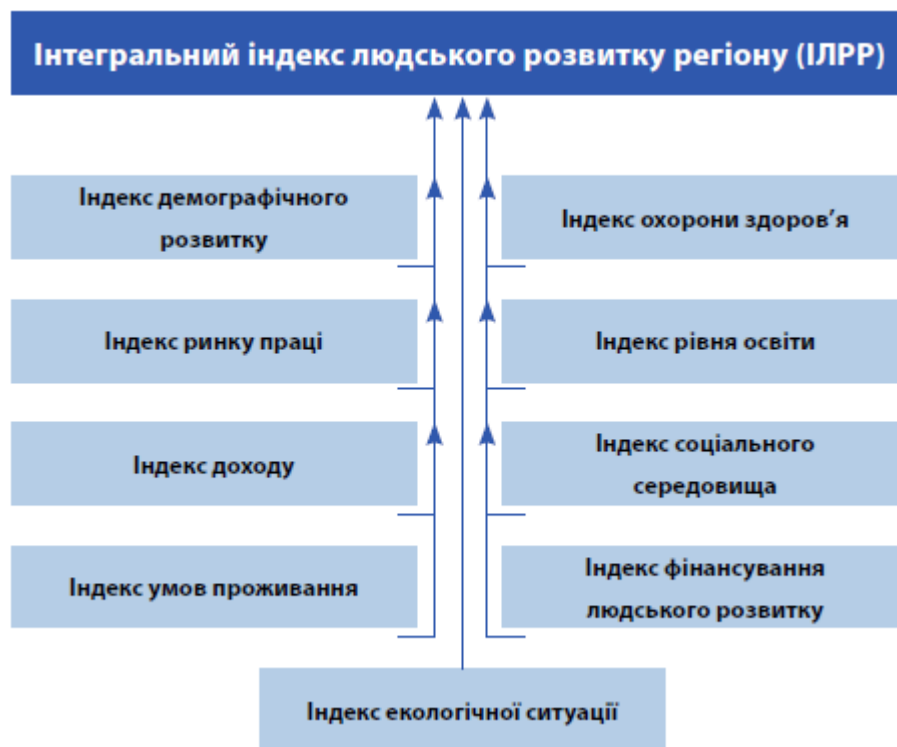 Інтегральний індекс людського розвитку регіону (ІЛРР)
Індекс демографічного
розвитку
Індекс охорони здоров’я
Індекс ринку праці
Індекс рівня освіти
Індекс доходу
Індекс соціального
середовища
Індекс умов проживання
Індекс фінансування
людського розвитку
Індекс екологічної ситуації